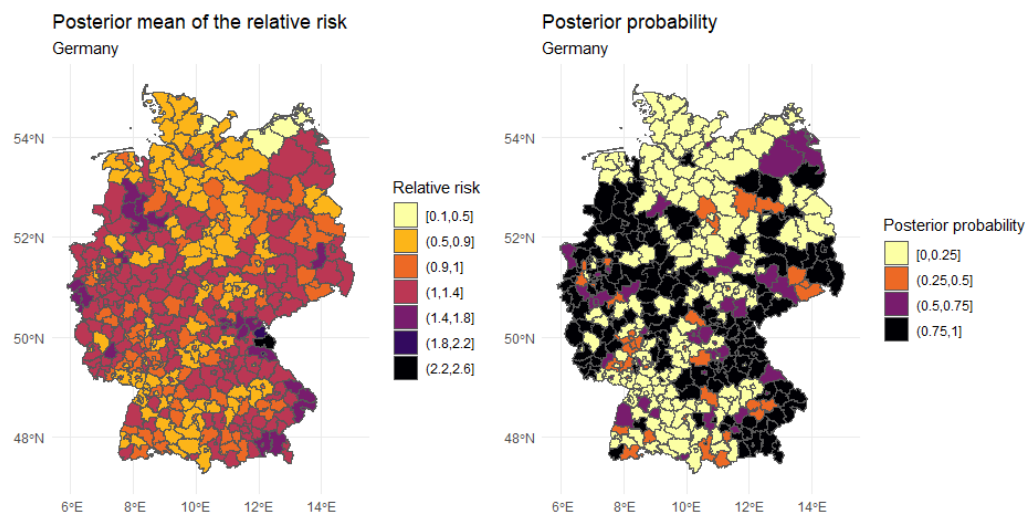 Posterior mean of the relative risk
Germany
54°N
52°N
50°N
48°N
6°E
8°E
10°E
12°E
14°E
Relative risk
[0.1,0.5]
(0.5,0.9]
(0.9,1]
(1,1.4]
(1.4,1.8]
(1.8,2.2]
(2.2,2.6]
Posterior probability
Germany
54°N
52°N
50°N
48°N
6°E
8°E
10°E
12°E
14°E
Posterior probability
[0,0.25]
(0.25,0.5]
(0.5,0.75]
(0.75,1]